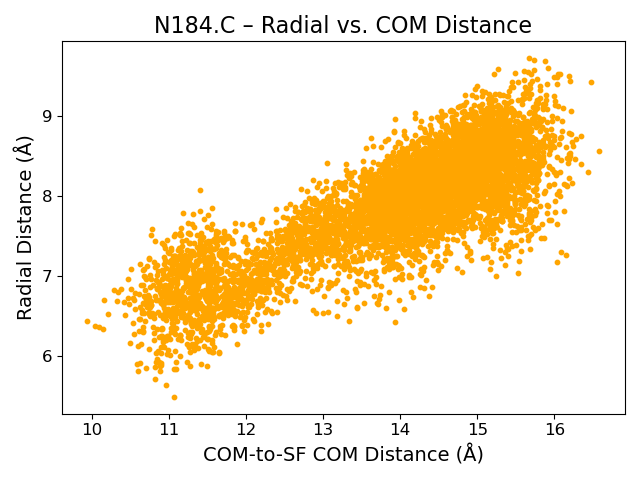 N184.C – Radial vs. COM Distance
Radial Distance (Å)
9
8
7
6
10 11 12 13 14 15 16
COM-to-SF COM Distance (Å)